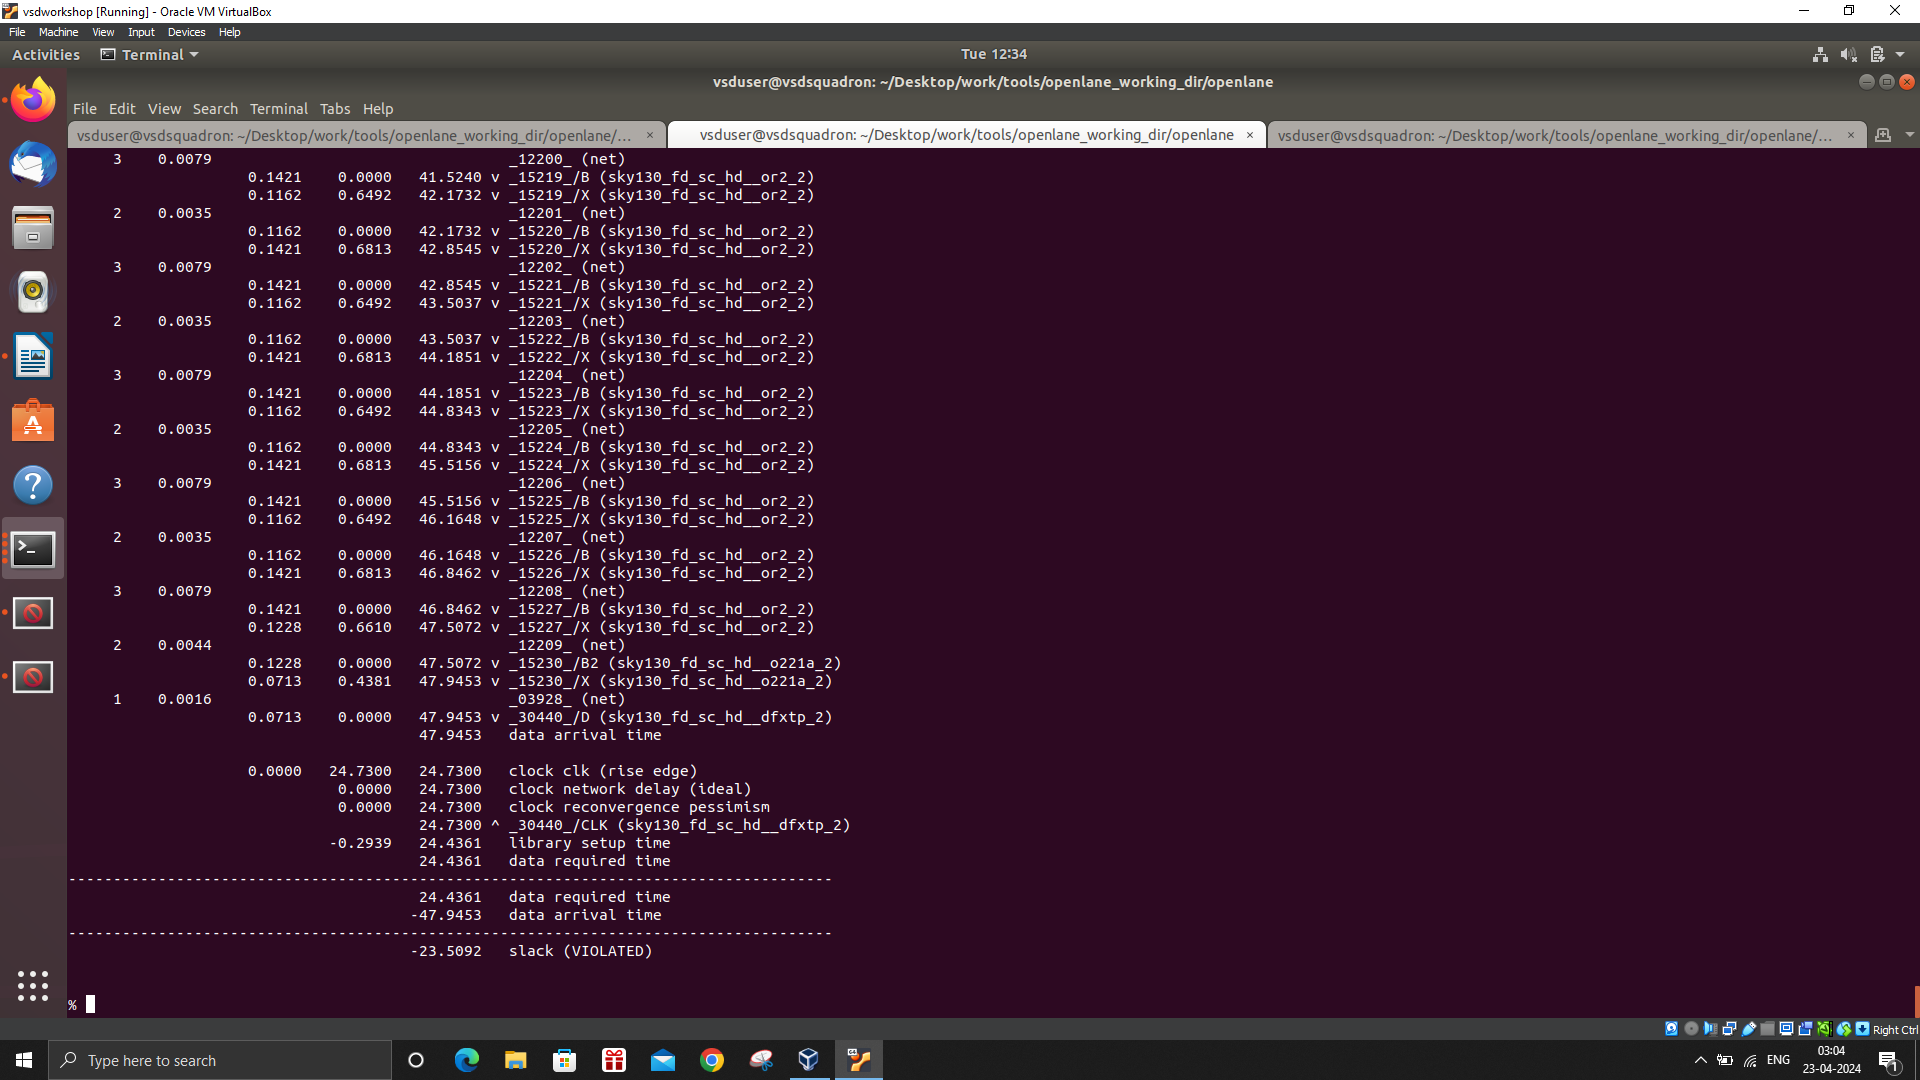 vsdworkshop [Running] - Oracle VM VirtualBox
File Machine View Input Devices Help
Activities Terminal Tue 12:34
vsduser@vsdsquadron: ~/Desktop/work/tools/openlane_working_dir/openlane
File Edit View Search Terminal Tabs Help
vsduser@vsdsquadron: ~/Desktop/work/tools/openlane_working_dir/openlane/... × vsduser@vsdsquadron: ~/Desktop/work/tools/openlane_working_dir/openlane × vsduser@vsdsquadron: ~/Desktop/work/tools/openlane_working_dir/openlane/... ×
3 0.0079 _12200_ (net)
0.1421 0.0000 41.5240 v _15219_/B (sky130_fd_sc_hd__or2_2)
0.1162 0.6492 42.1732 v _15219_/X (sky130_fd_sc_hd__or2_2)
2 0.0035 _12201_ (net)
0.1162 0.0000 42.1732 v _15220_/B (sky130_fd_sc_hd__or2_2)
0.1421 0.6813 42.8545 v _15220_/X (sky130_fd_sc_hd__or2_2)
3 0.0079 _12202_ (net)
0.1421 0.0000 42.8545 v _15221_/B (sky130_fd_sc_hd__or2_2)
0.1162 0.6492 43.5037 v _15221_/X (sky130_fd_sc_hd__or2_2)
2 0.0035 _12203_ (net)
0.1162 0.0000 43.5037 v _15222_/B (sky130_fd_sc_hd__or2_2)
0.1421 0.6813 44.1851 v _15222_/X (sky130_fd_sc_hd__or2_2)
3 0.0079 _12204_ (net)
0.1421 0.0000 44.1851 v _15223_/B (sky130_fd_sc_hd__or2_2)
0.1162 0.6492 44.8343 v _15223_/X (sky130_fd_sc_hd__or2_2)
2 0.0035 _12205_ (net)
0.1162 0.0000 44.8343 v _15224_/B (sky130_fd_sc_hd__or2_2)
0.1421 0.6813 45.5156 v _15224_/X (sky130_fd_sc_hd__or2_2)
3 0.0079 _12206_ (net)
0.1421 0.0000 45.5156 v _15225_/B (sky130_fd_sc_hd__or2_2)
0.1162 0.6492 46.1648 v _15225_/X (sky130_fd_sc_hd__or2_2)
2 0.0035 _12207_ (net)
0.1162 0.0000 46.1648 v _15226_/B (sky130_fd_sc_hd__or2_2)
0.1421 0.6813 46.8462 v _15226_/X (sky130_fd_sc_hd__or2_2)
3 0.0079 _12208_ (net)
0.1421 0.0000 46.8462 v _15227_/B (sky130_fd_sc_hd__or2_2)
0.1228 0.6610 47.5072 v _15227_/X (sky130_fd_sc_hd__or2_2)
2 0.0044 _12209_ (net)
0.1228 0.0000 47.5072 v _15230_/B2 (sky130_fd_sc_hd__o221a_2)
0.0713 0.4381 47.9453 v _15230_/X (sky130_fd_sc_hd__o221a_2)
1 0.0016 _03928_ (net)
0.0713 0.0000 47.9453 v _30440_/D (sky130_fd_sc_hd__dfxtp_2)
47.9453 data arrival time
0.0000 24.7300 24.7300 clock clk (rise edge)
0.0000 24.7300 clock network delay (ideal)
0.0000 24.7300 clock reconvergence pessimism
24.7300 ^ _30440_/CLK (sky130_fd_sc_hd__dfxtp_2)
-0.2939 24.4361 library setup time
24.4361 data required time
-------------------------------------------------------------------------------------
24.4361 data required time
-47.9453 data arrival time
-------------------------------------------------------------------------------------
-23.5092 slack (VIOLATED)
%
Right Ctrl
Type here to search
ENG
03:04
23-04-2024
1